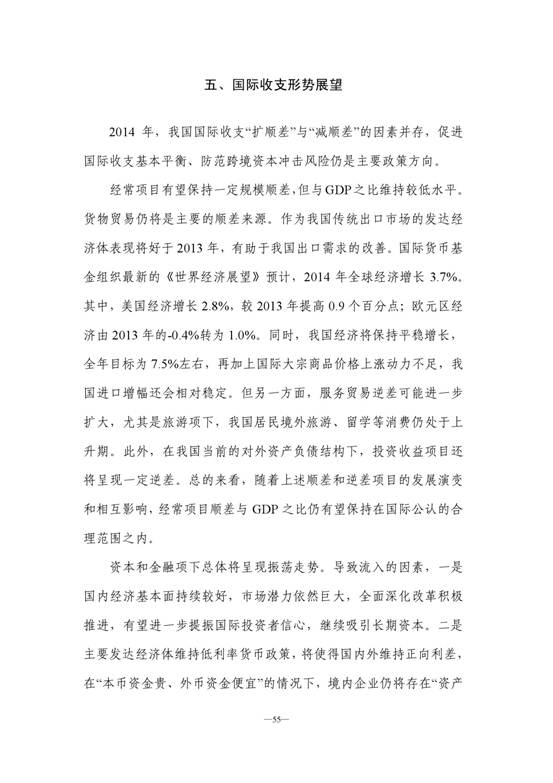 五、国际收支形势展望
2014 年，我国国际收支“扩顺差”与“减顺差”的因素并存，促进
国际收支基本平衡、防范跨境资本冲击风险仍是主要政策方向。
经常项目有望保持一定规模顺差，但与GDP之比维持较低水平。
货物贸易仍将是主要的顺差来源。作为我国传统出口市场的发达经
济体表现将好于 2013 年，有助于我国出口需求的改善。国际货币基
金组织最新的《世界经济展望》预计，2014 年全球经济增长 3.7%。
其中，美国经济增长 2.8%，较 2013 年提高 0.9 个百分点；欧元区经
济由 2013 年的-0.4%转为 1.0%。同时，我国经济将保持平稳增长，
全年目标为 7.5%左右，再加上国际大宗商品价格上涨动力不足，我
国进口增幅还会相对稳定。但另一方面，服务贸易逆差可能进一步
扩大，尤其是旅游项下，我国居民境外旅游、留学等消费仍处于上
升期。此外，在我国当前的对外资产负债结构下，投资收益项目还
将呈现一定逆差。总的来看，随着上述顺差和逆差项目的发展演变
和相互影响，经常项目顺差与 GDP 之比仍有望保持在国际公认的合
理范围之内。
资本和金融项下总体将呈现振荡走势。导致流入的因素，一是
国内经济基本面持续较好，市场潜力依然巨大，全面深化改革积极
推进，有望进一步提振国际投资者信心，继续吸引长期资本。二是
主要发达经济体维持低利率货币政策，将使得国内外维持正向利差，
在“本币资金贵、外币资金便宜”的情况下，境内企业仍将存在“资产
—55—